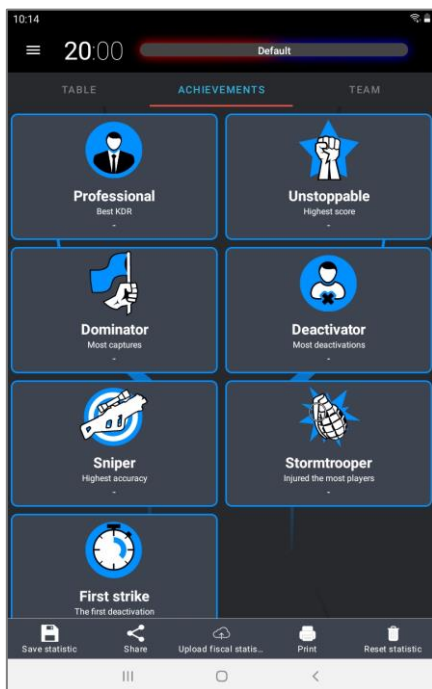 10:14
20:00
Default
TABLE ACHIEVEMENTS TEAM
Professional
Best KDR
-
Unstoppable
Highest score
-
Dominator
Most captures
-
Deactivator
Most deactivations
-
Sniper
Highest accuracy
-
Stormtrooper
Injured the most players
-
First strike
The first deactivation
Save statistic Share Upload fiscal statis... Print Reset statistic